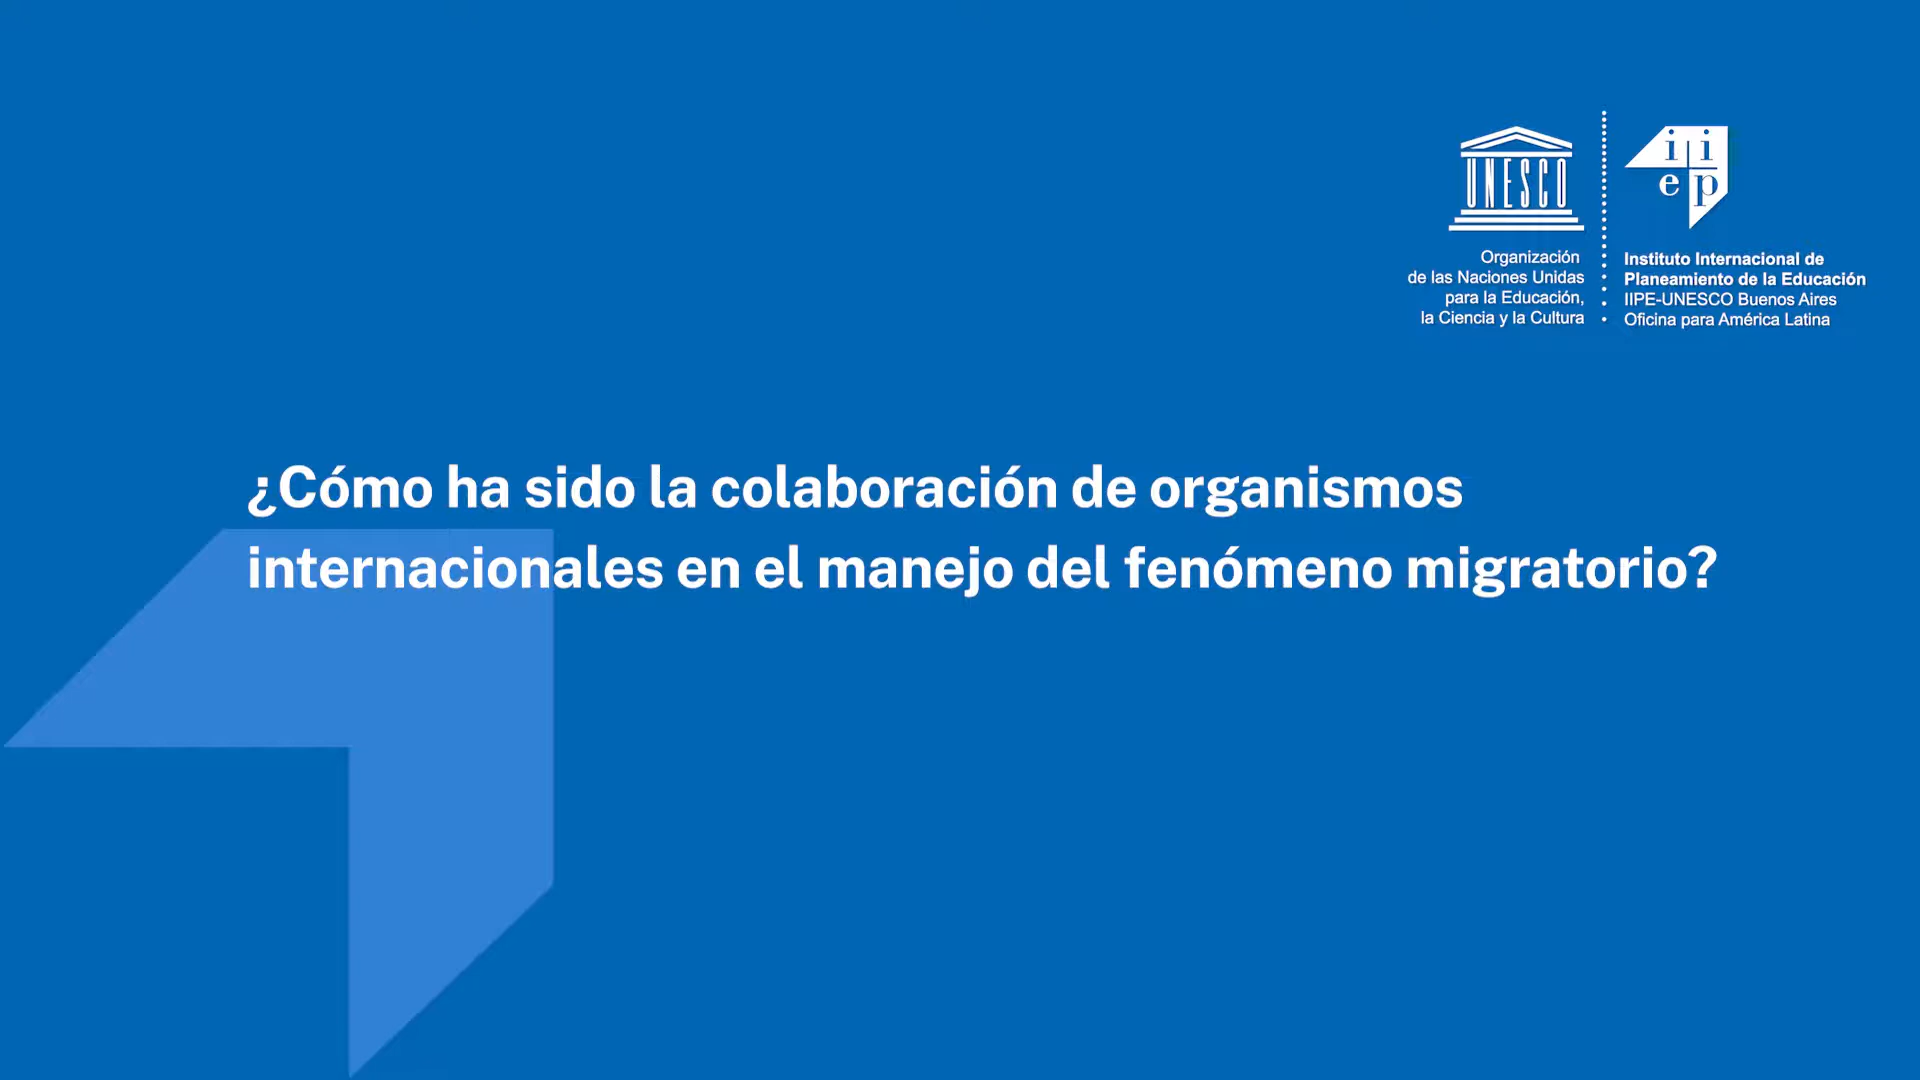 UNESCO
Organización
de las Naciones Unidas
para la Educación,
la Ciencia y la Cultura
i i
e p
Instituto Internacional de
Planeamiento de la Educación
IIPE-UNESCO Buenos Aires
Oficina para América Latina
¿Cómo ha sido la colaboración de organismos
internacionales en el manejo del fenómeno migratorio?